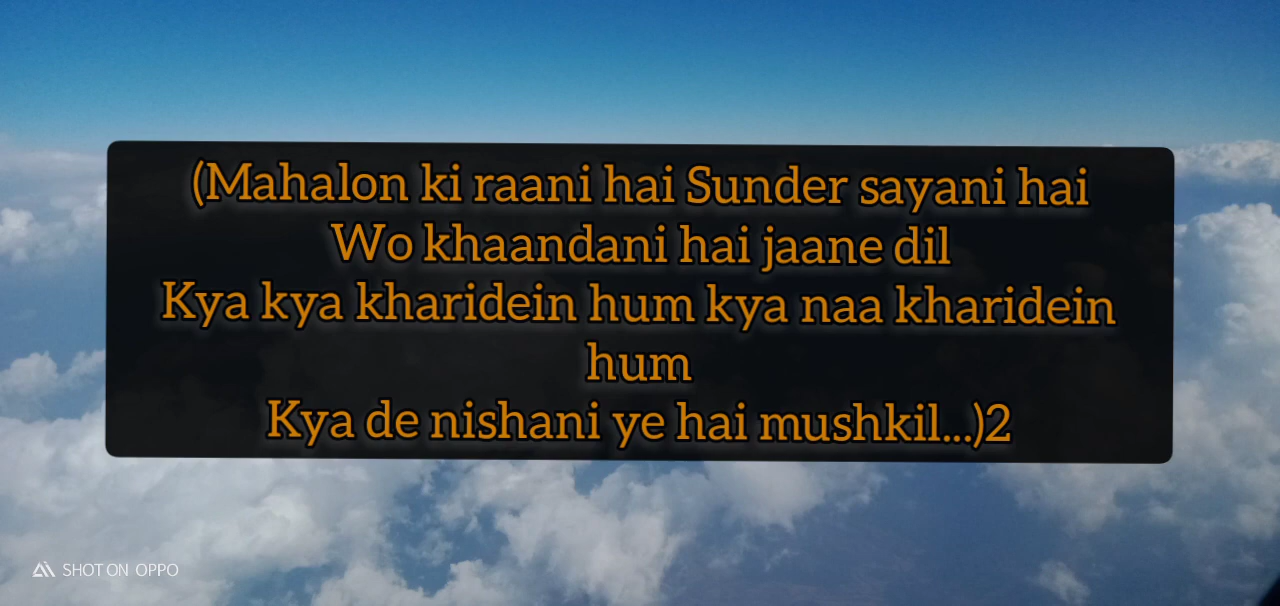 (Mahalon ki raani hai Sunder sayani hai
Wo khaandani hai jaane dil
Kya kya kharidein hum kya naa kharidein
hum
Kya de nishani ye hai mushkil...)2
SHOT ON OPPO